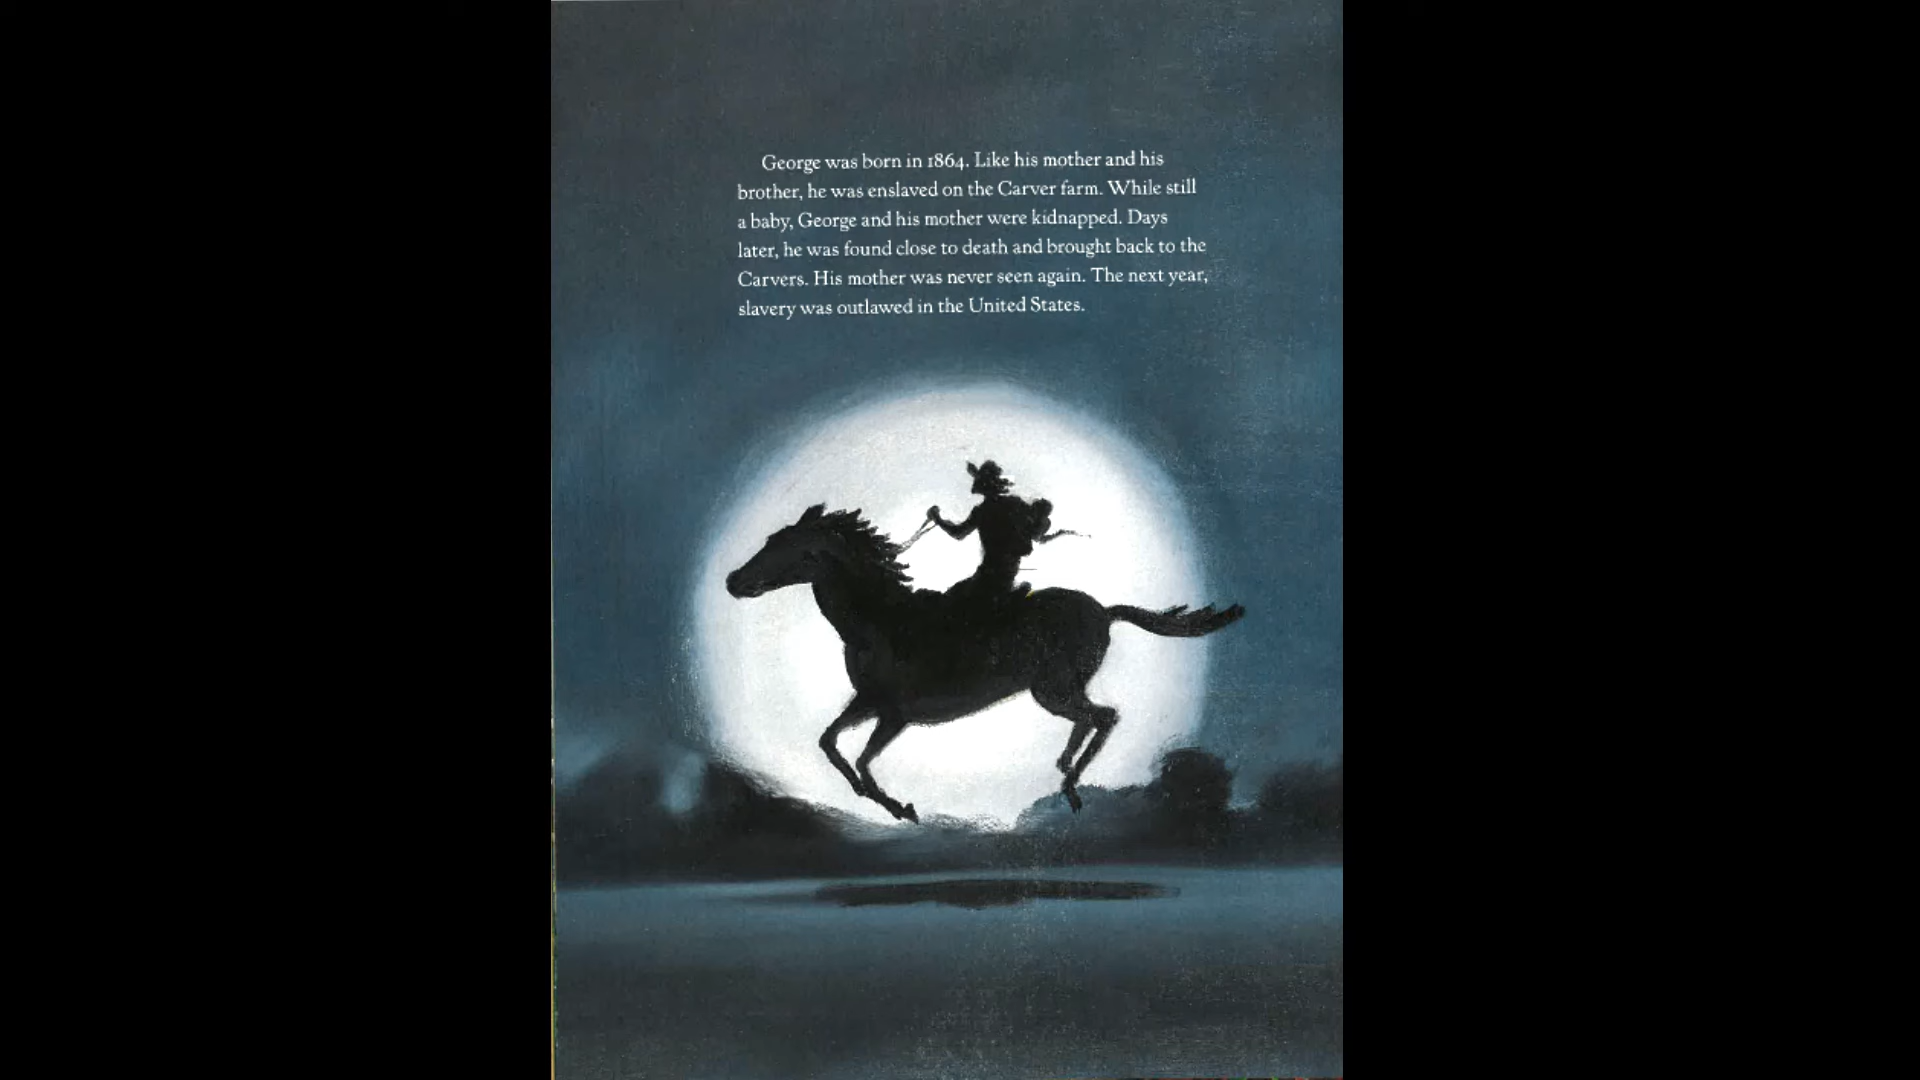 George was born in 1864. Like his mother and his
brother, he was enslaved on the Carver farm. While still
a baby, George and his mother were kidnapped. Days
later, he was found close to death and brought back to the
Carvers. His mother was never seen again. The next year,
slavery was outlawed in the United States.